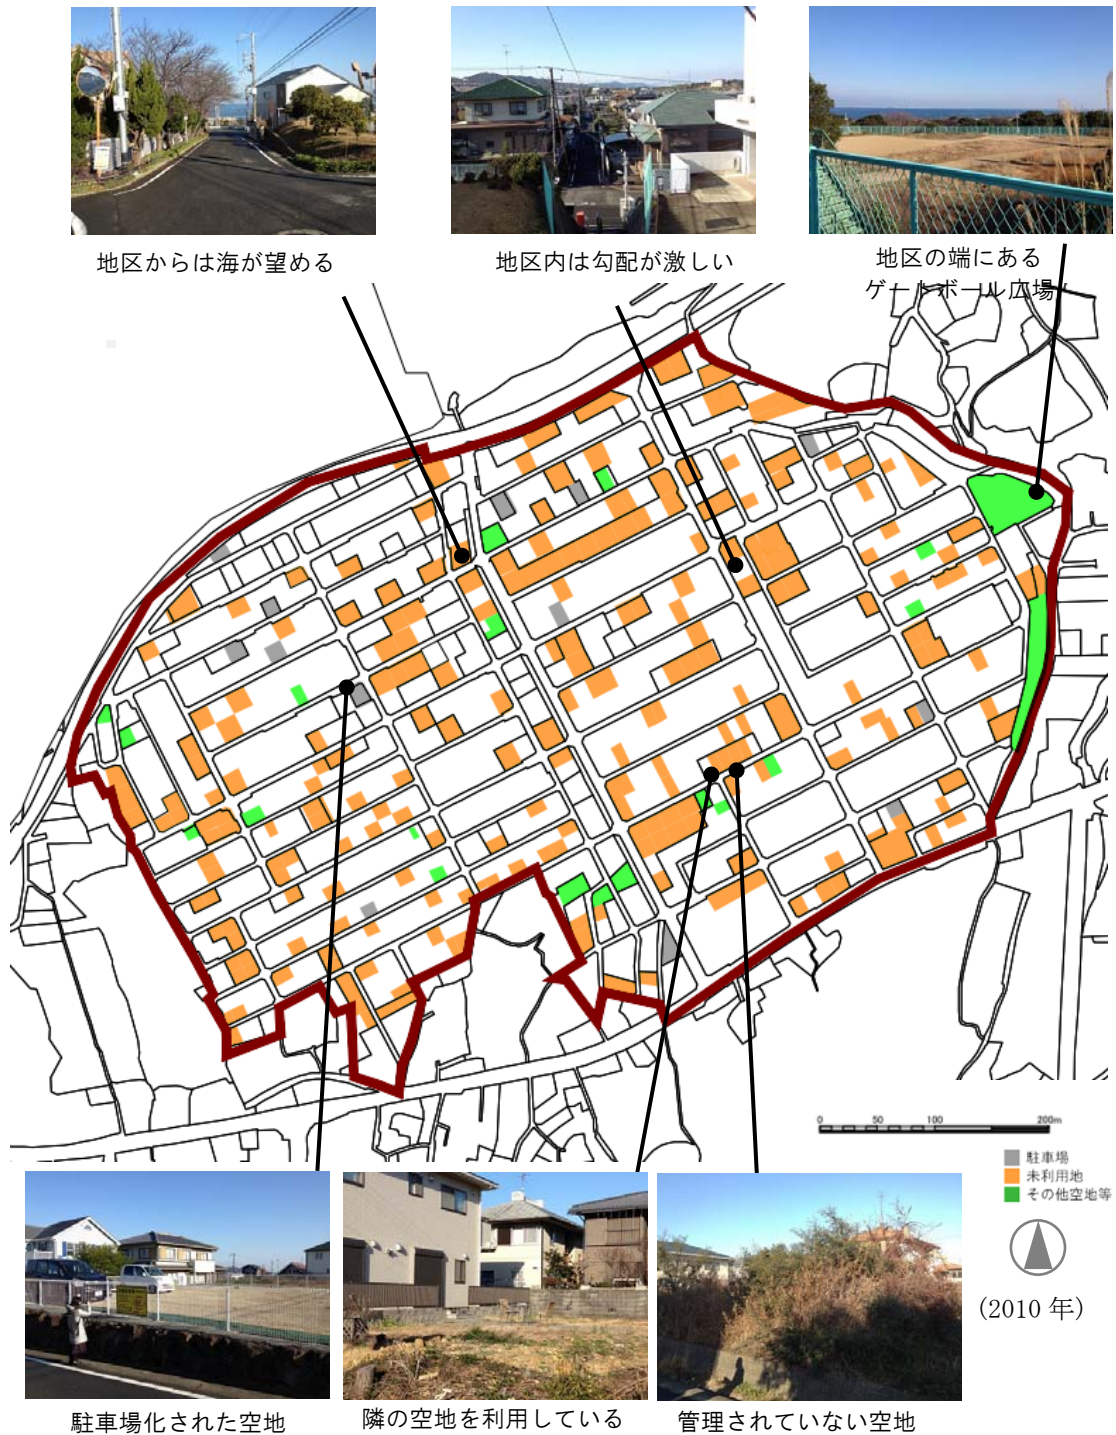 地区からは海が望める
地区内は勾配が激しい
地区の端にある
ゲートボール広場
0 50 100 200m
駐車場
未利用地
その他空地等
(2010 年)
駐車場化された空地
隣の空地を利用している
管理されていない空地